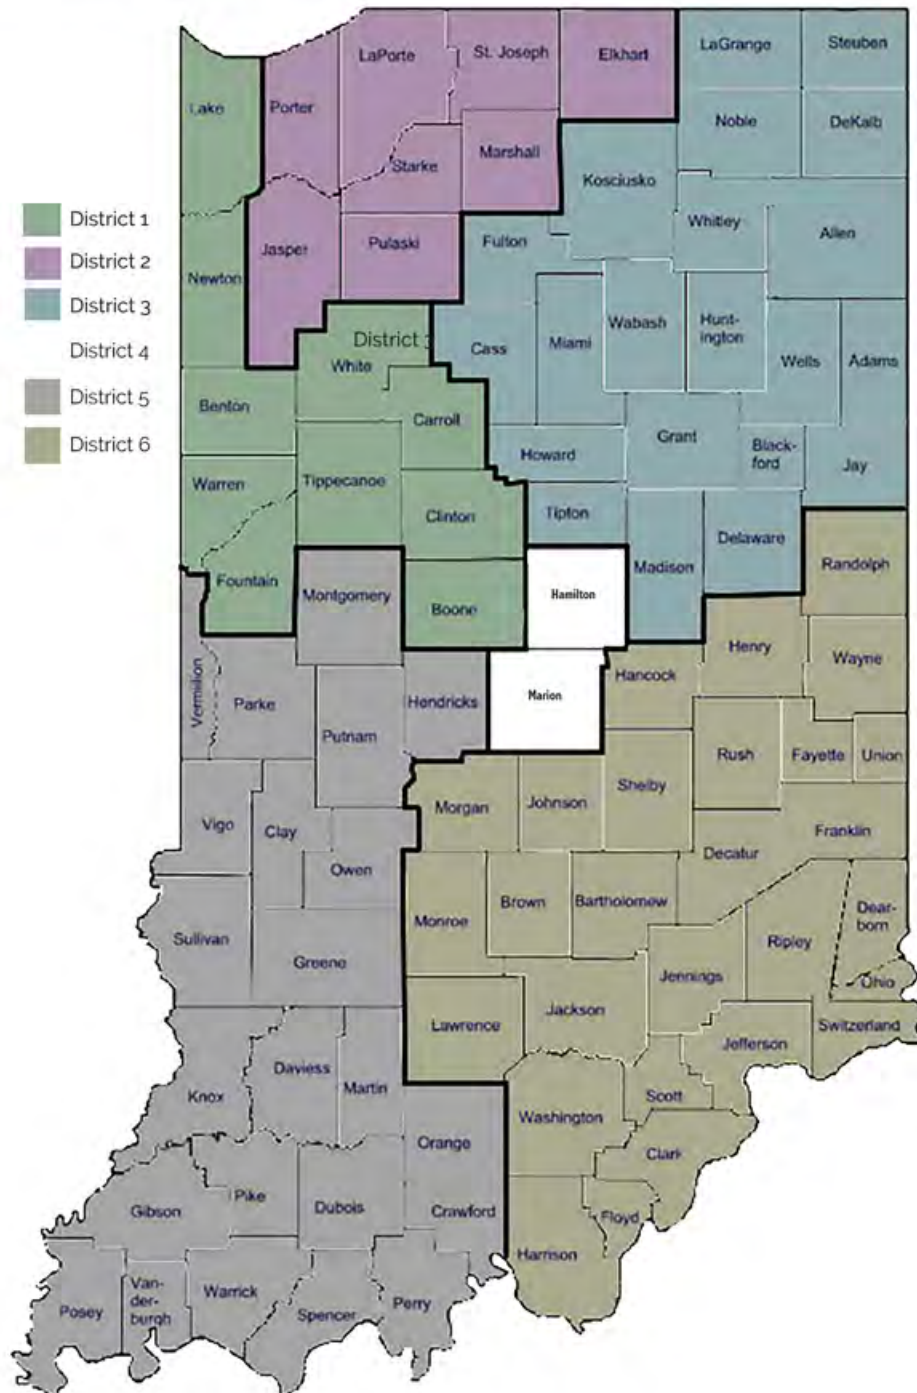 LaGrange
Steuben
St. Joseph
Elkhart
LaPorte
Lake
Porter
Noble
DeKalb
Marshall
Starke
Kosciusko
District 1
Whitley
Allen
Fulton
Jasper
Pulaski
District 2
Newton
District 3
Wabash
Hunt-
ington
District
Miami
Cass
District 4
White
Wells
Adams
District 5
Benton
Carroll
District 6
Grant
Black-
ford
Howard
Jay
Warren
Tippecanoe
Clinton
Tipton
Delaware
Randolph
Madison
Fountain
Montgomery
Hamilton
Boone
Henry
Wayne
Hancock
Vermilion
Parke
Hendricks
Marion
Putnam
Rush
Fayette
Union
Shelby
Morgan
Johnson
Vigo
Clay
Franklin
Decatur
Owen
Brown
Bartholomew
Dear-
born
Monroe
Sullivan
Ripley
Greene
Jennings
Ohio
Jackson
Lawrence
Switzerland
Jefferson
Daviess
Martin
Knox
Scott
Washington
Orange
Clark
Pike
Dubois
Gibson
Crawford
Floyd
Harrison
Van-
der-
burgh
Warrick
Perry
Posey
Spencer